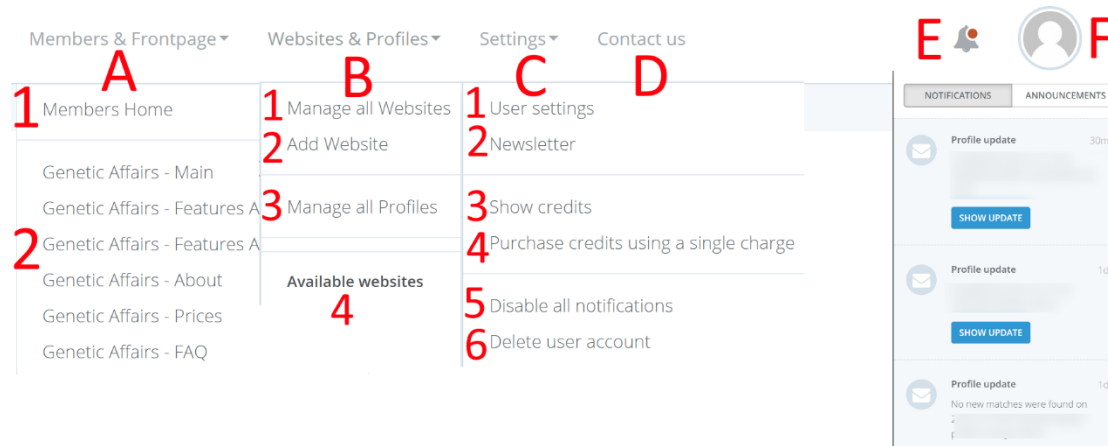 Members & Frontpage Websites & Profiles Settings Contact us E F
A B C D
1 Members Home
2 Genetic Affairs - Main
Genetic Affairs - Features A
Genetic Affairs - Features A
Genetic Affairs - About
Genetic Affairs - Prices
Genetic Affairs - FAQ
1 Manage all Websites
2 Add Website
3 Manage all Profiles
Available websites
4
1 User settings
2 Newsletter
3 Show credits
4 Purchase credits using a single charge
5 Disable all notifications
6 Delete user account
NOTIFICATIONS ANNOUNCEMENTS
Profile update 30m
SHOW UPDATE
Profile update 1d
SHOW UPDATE
Profile update 1d
No new matches were found on